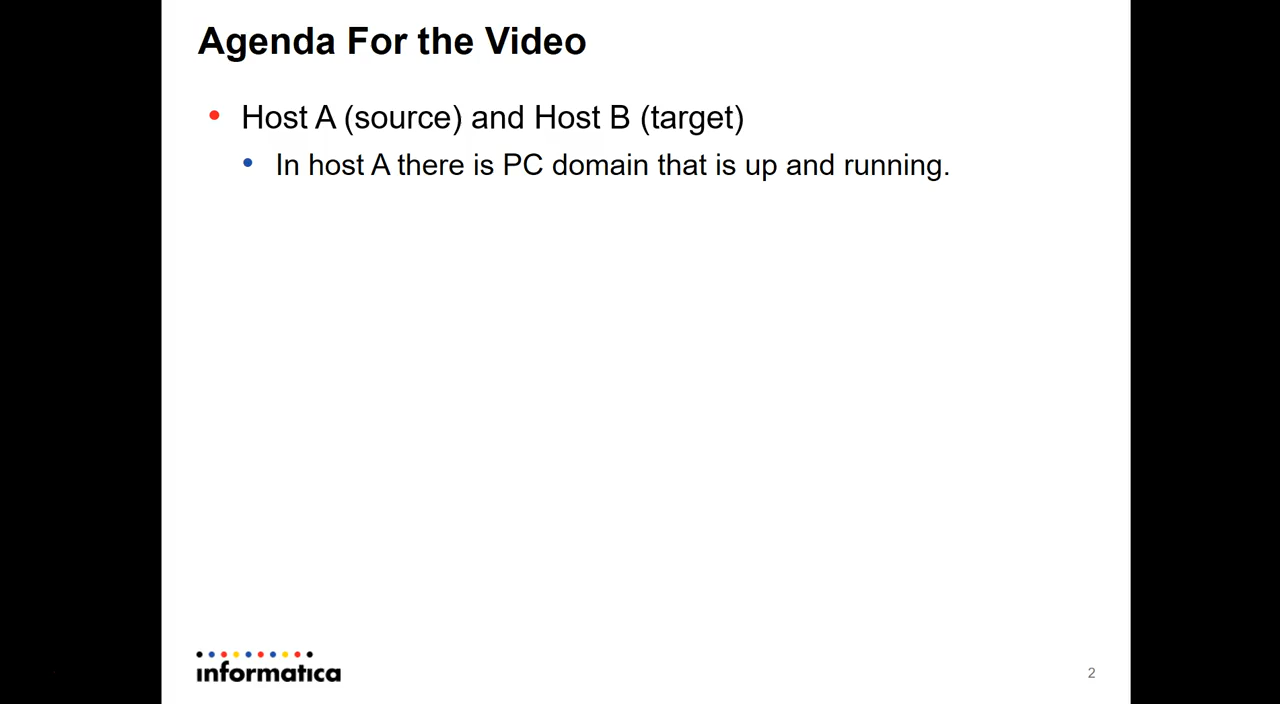 Agenda For the Video
Host A (source) and Host B (target)
In host A there is PC domain that is up and running.
informatica
2